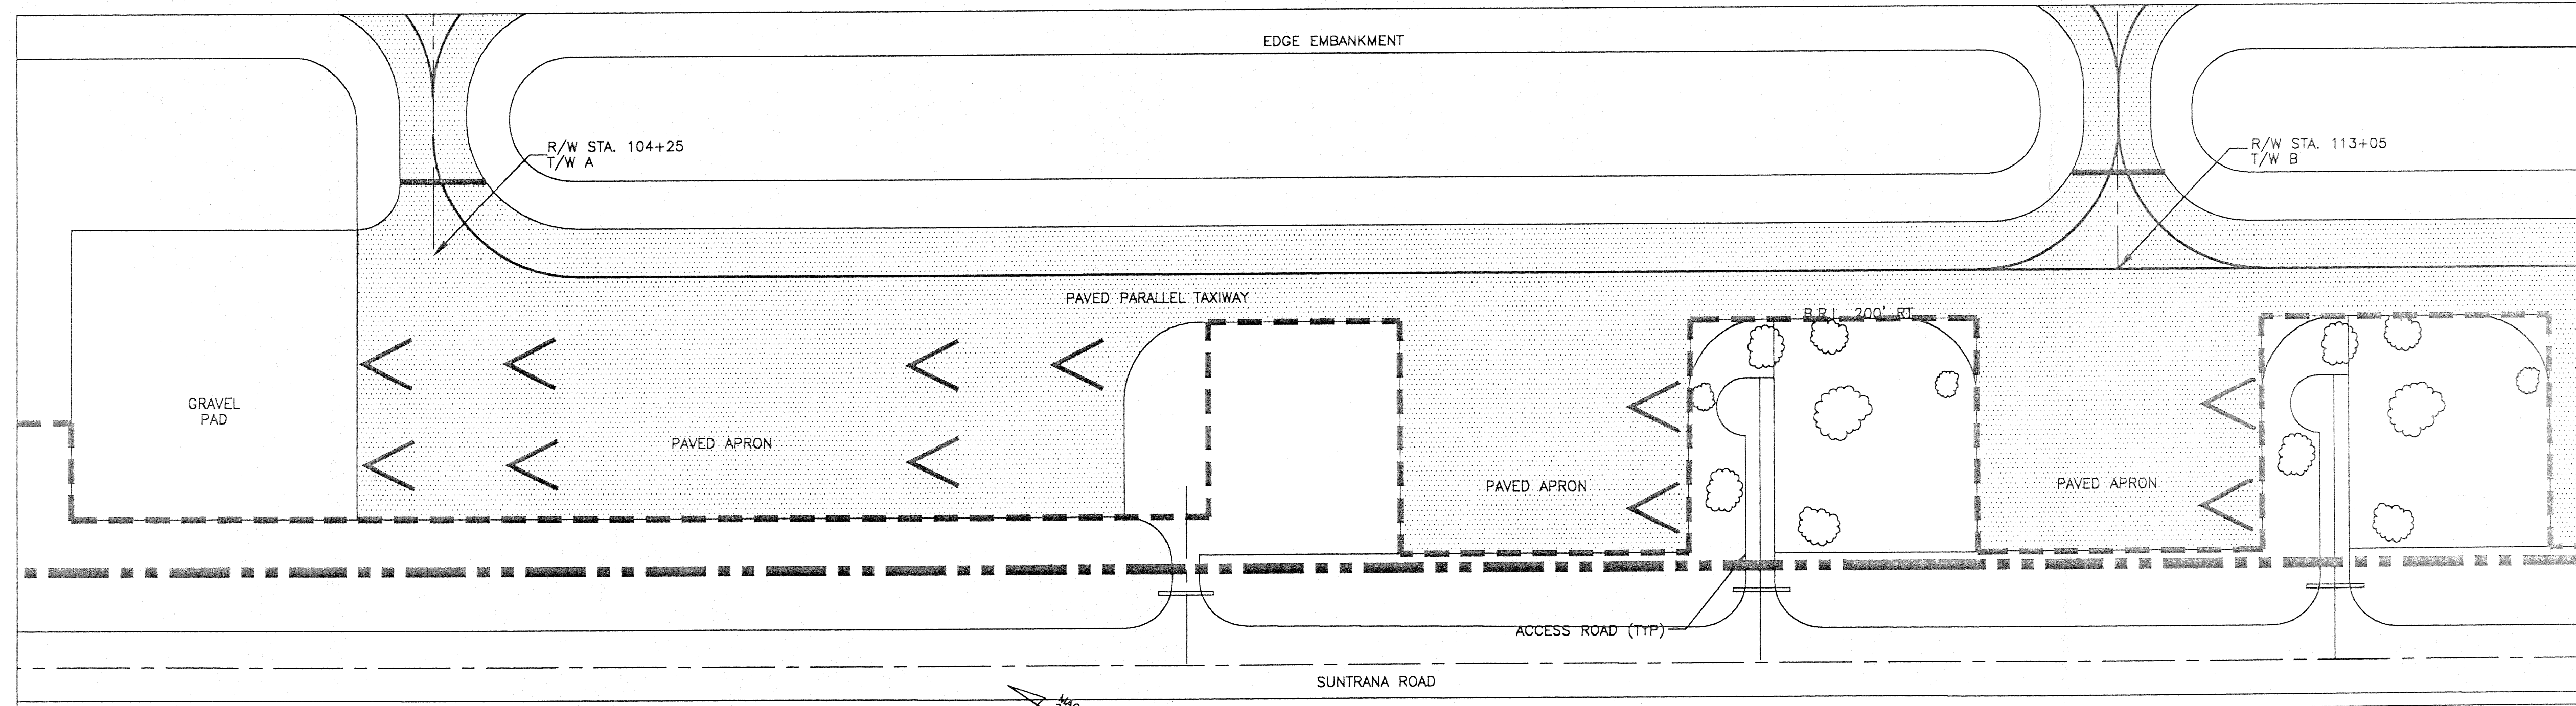 EDGE EMBANKMENT
R/W STA. 104+25
T/W A
R/W STA. 113+05
T/W B
PAVED PARALLEL TAXIWAY
B.R.L. 200' RT
GRAVEL
PAD
PAVED APRON
PAVED APRON
PAVED APRON
ACCESS ROAD (TYP)
SUNTRANA ROAD